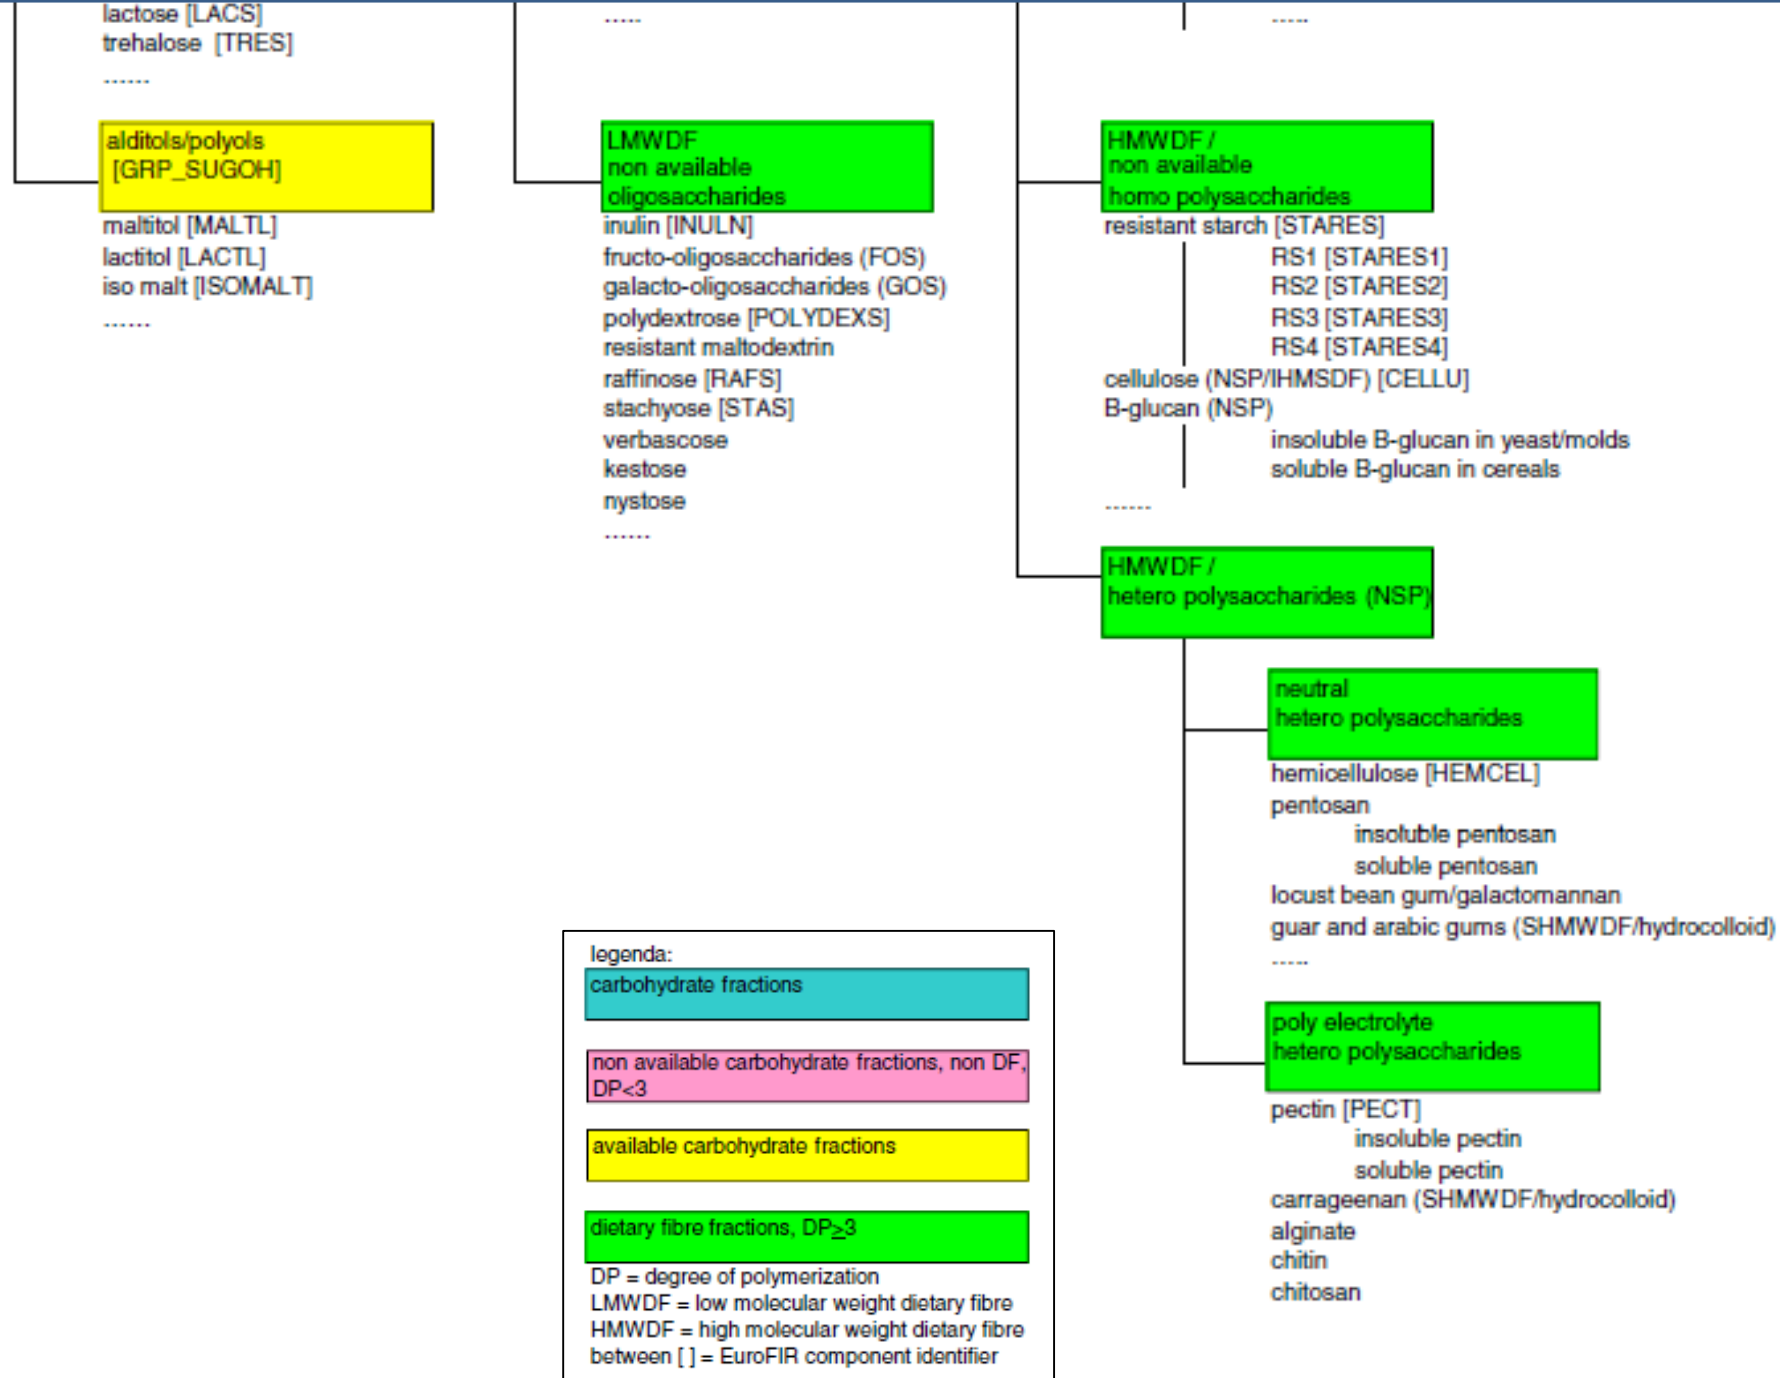 lactose [LACS]
trehalose [TRES]
......
alditols/polyols
[GRP_SUGOH]
maltitol [MALTL]
lactitol [LACTL]
iso malt [ISOMALT]
......
.....
LMWDF
non available
oligosaccharides
inulin [INULN]
fructo-oligosaccharides (FOS)
galacto-oligosaccharides (GOS)
polydextrose [POLYDEXS]
resistant maltodextrin
raffinose [RAFS]
stachyose [STAS]
verbascose
kestose
nystose
......
.....
HMWDF /
non available
homo polysaccharides
resistant starch [STARES]
RS1 [STARES1]
RS2 [STARES2]
RS3 [STARES3]
RS4 [STARES4]
cellulose (NSP/IHMSDF) [CELLU]
B-glucan (NSP)
insoluble B-glucan in yeast/molds
soluble B-glucan in cereals
......
HMWDF /
hetero polysaccharides (NSP)
neutral
hetero polysaccharides
hemicellulose [HEMCEL]
pentosan
insoluble pentosan
soluble pentosan
locust bean gum/galactomannan
guar and arabic gums (SHMWDF/hydrocolloid)
.....
poly electrolyte
hetero polysaccharides
pectin [PECT]
insoluble pectin
soluble pectin
carrageenan (SHMWDF/hydrocolloid)
alginate
chitin
chitosan
legenda:
carbohydrate fractions
non available carbohydrate fractions, non DF,
DP<3
available carbohydrate fractions
dietary fibre fractions, DP≥3
DP = degree of polymerization
LMWDF = low molecular weight dietary fibre
HMWDF = high molecular weight dietary fibre
between [ ] = EuroFIR component identifier